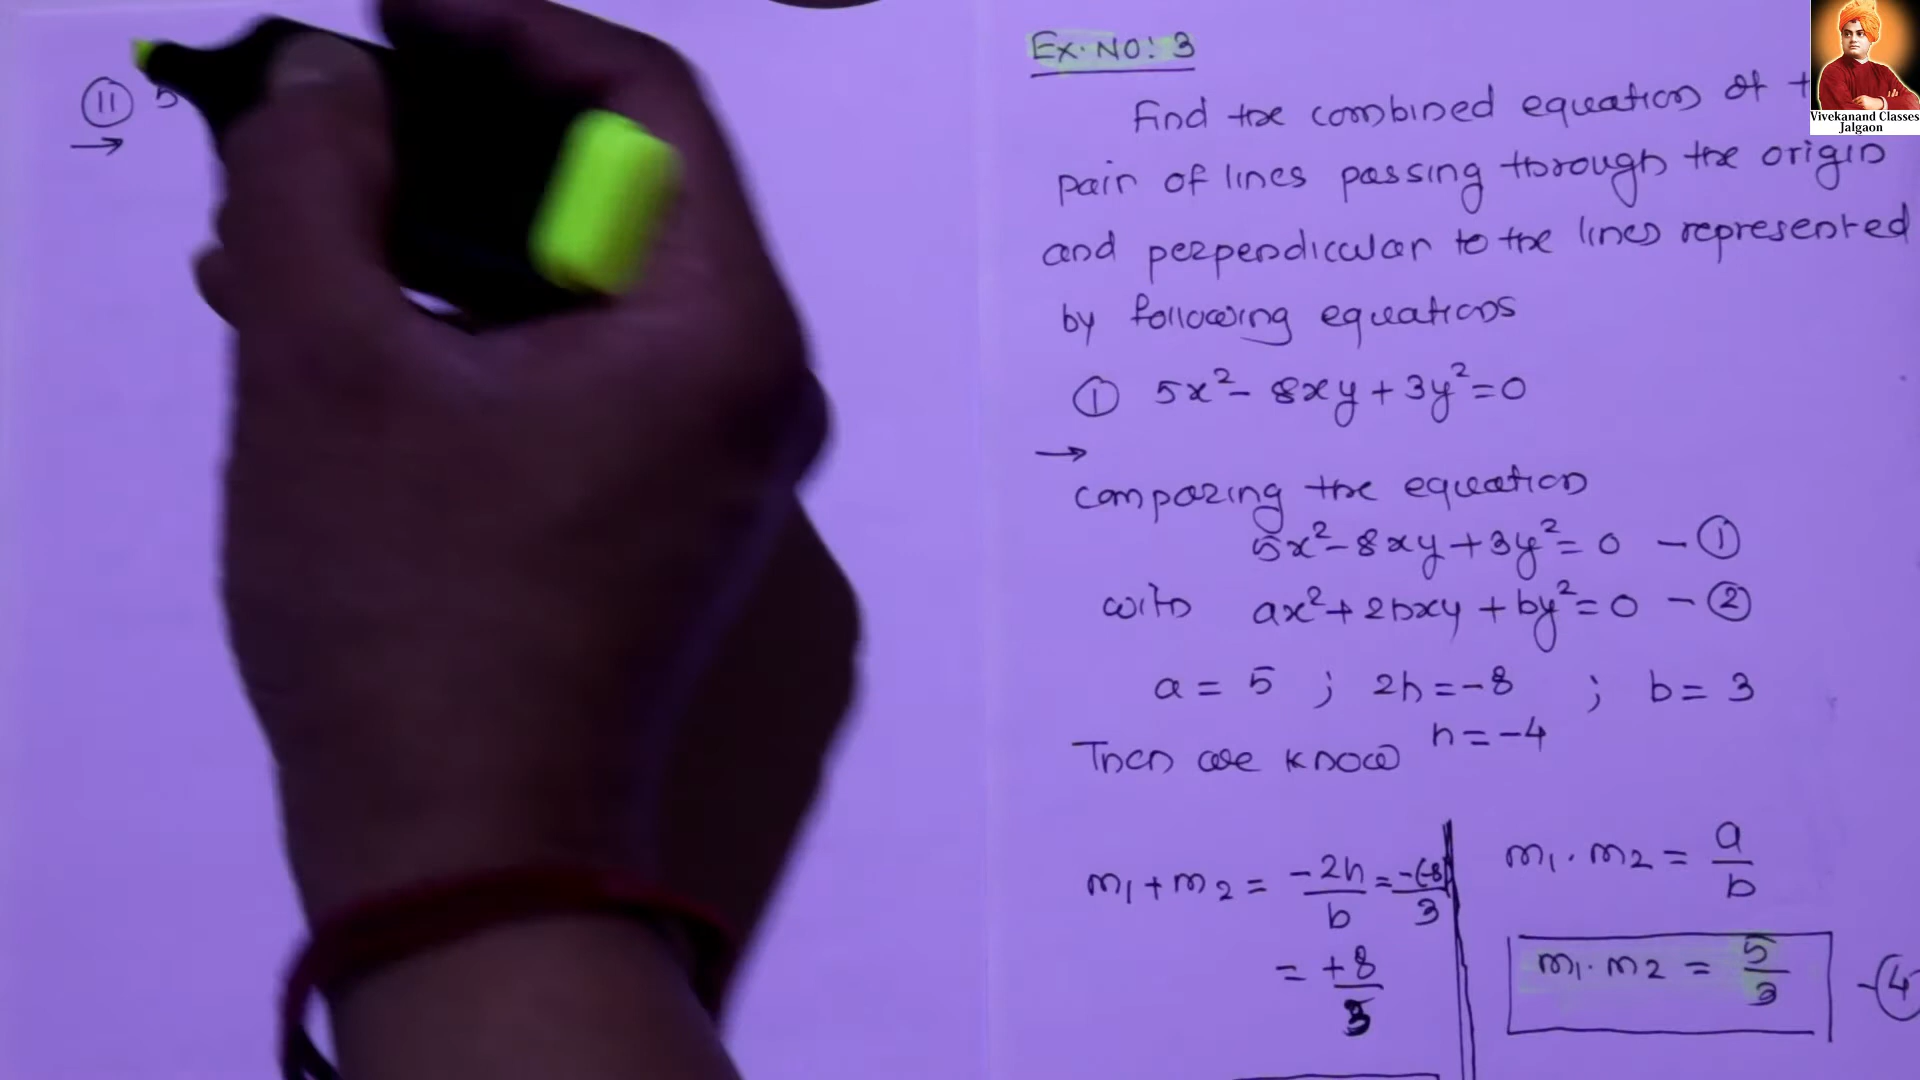 11 5
→
Ex. NO: 3
Find the combined equation of
pair of lines passing through the origin
and perpendicular to the lines represented
by following equations
① 5x² - 8xy + 3y² = 0
→
comparing the equation
5x² - 8xy + 3y² = 0 - ①
with ax² + 2hxy + by² = 0 - ②
a = 5 ; 2h = -8 ; b = 3
h = -4
Then we know
m₁ + m₂ = -2h/b = -(-8)/3
= +8/3
m₁ . m₂ = a/b
m₁ . m₂ = 5/3 - ④
Vivekanand Classes
Jalgaon